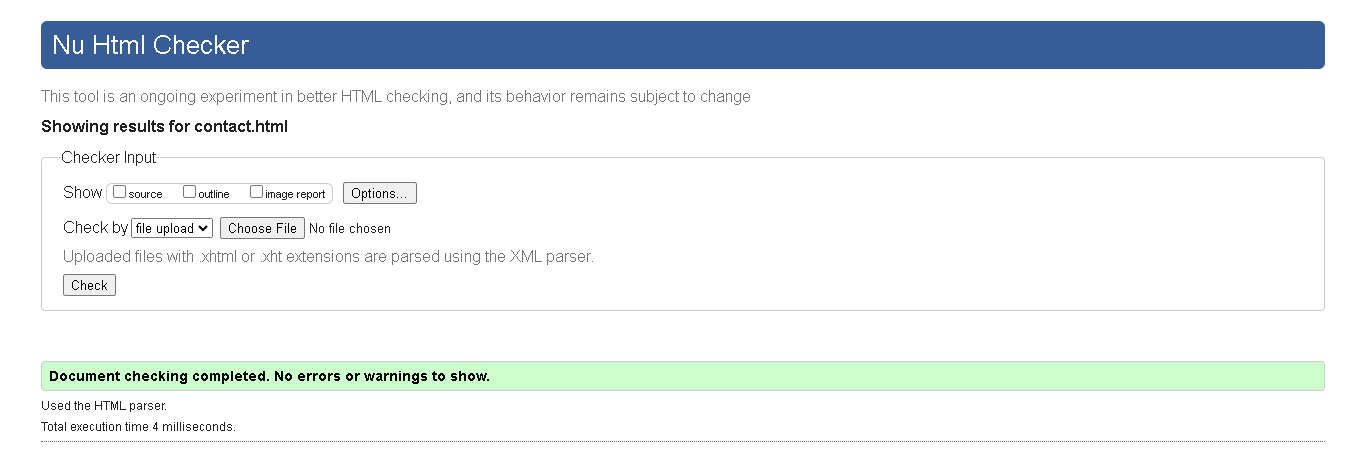 Nu Html Checker
This tool is an ongoing experiment in better HTML checking, and its behavior remains subject to change
Showing results for contact.html
Checker Input
Show source outline image report Options...
Check by file upload Choose File No file chosen
Uploaded files with .xhtml or .xht extensions are parsed using the XML parser.
Check
Document checking completed. No errors or warnings to show.
Used the HTML parser.
Total execution time 4 milliseconds.